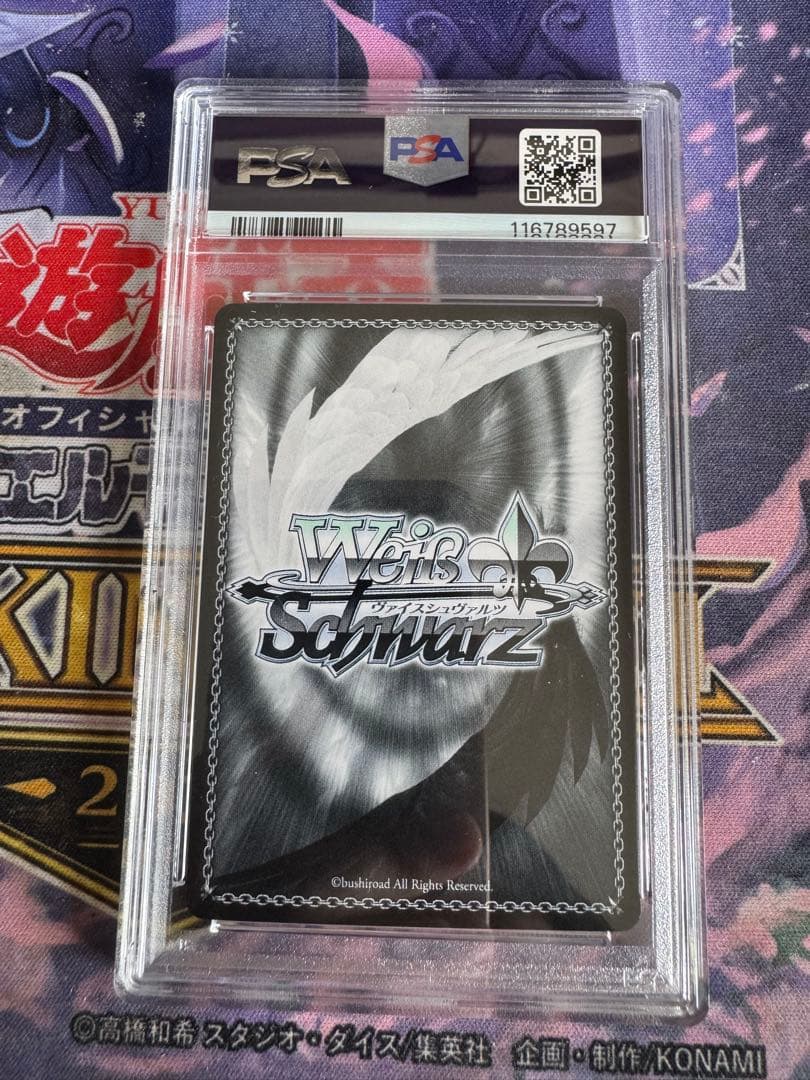 PSA
PSA
116789597
YU
遊
オフィシャ
エル
KIN
Weiß
ヴァイスシュヴァルツ
Schwarz
2
©bushiroad All Rights Reserved.
©高橋和希 スタジオ・ダイス/集英社 企画・制作/KONAMI